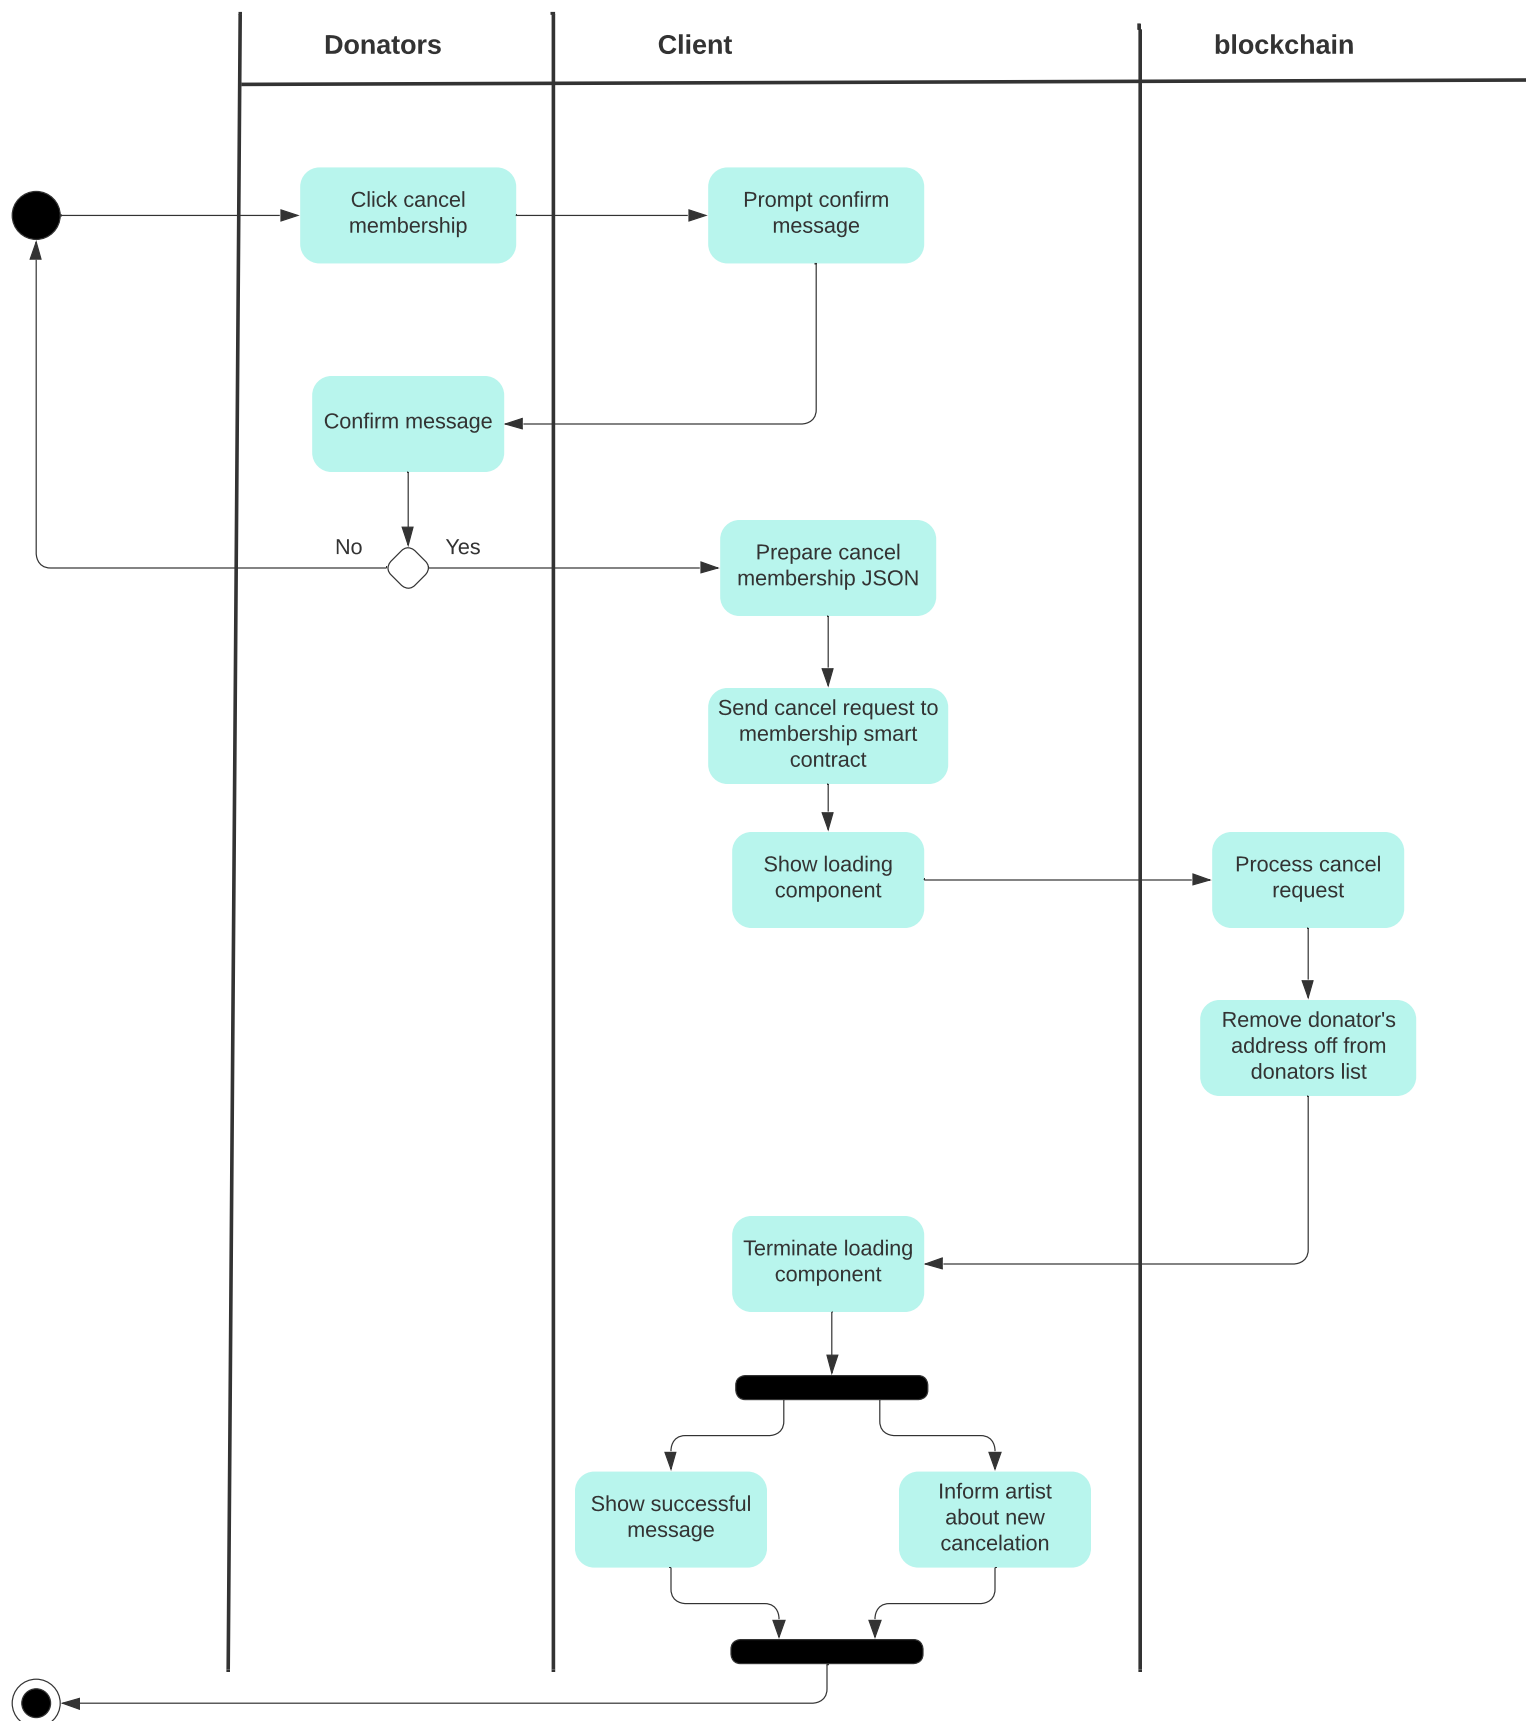 Donators
Client
blockchain
Click cancel
membership
Prompt confirm
message
Confirm message
No
Yes
Prepare cancel
membership JSON
Send cancel request to
membership smart
contract
Show loading
component
Process cancel
request
Remove donator's
address off from
donators list
Terminate loading
component
Show successful
message
Inform artist
about new
cancelation